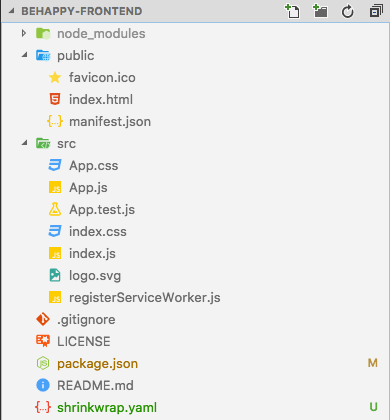 BEHAPPY-FRONTEND
node_modules
public
favicon.ico
index.html
manifest.json
src
App.css
App.js
App.test.js
index.css
index.js
logo.svg
registerServiceWorker.js
.gitignore
LICENSE
package.json M
README.md
shrinkwrap.yaml U